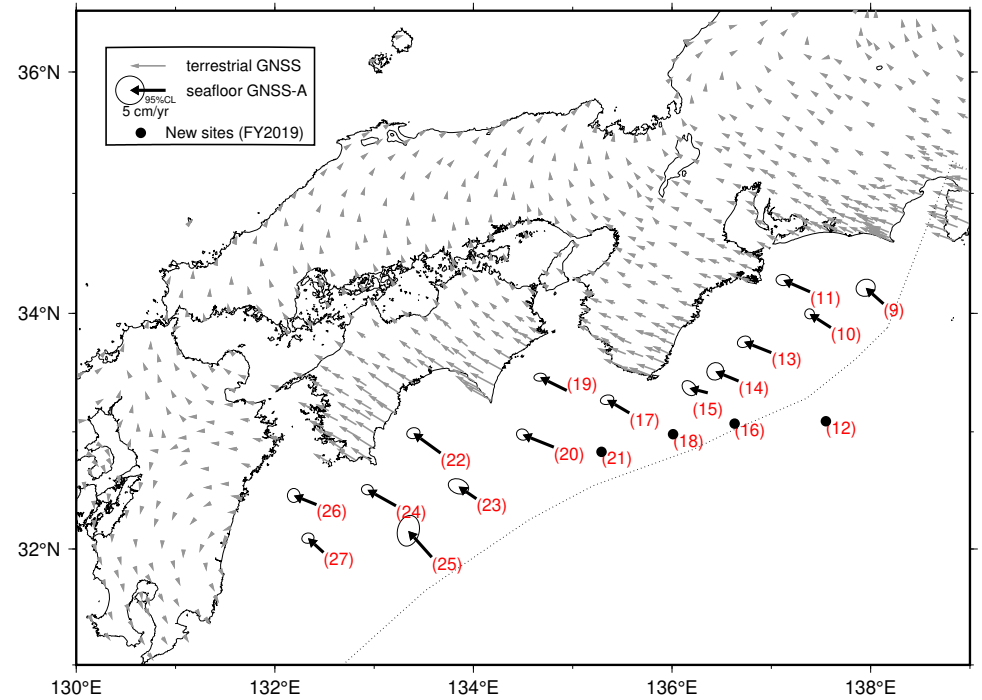 36°N
34°N
32°N
130°E
132°E
134°E
136°E
138°E
terrestrial GNSS
seafloor GNSS-A
95%CL
5 cm/yr
New sites (FY2019)
(9)
(11)
(10)
(13)
(14)
(15)
(19)
(17)
(12)
(16)
(18)
(20)
(21)
(22)
(23)
(24)
(26)
(27)
(25)